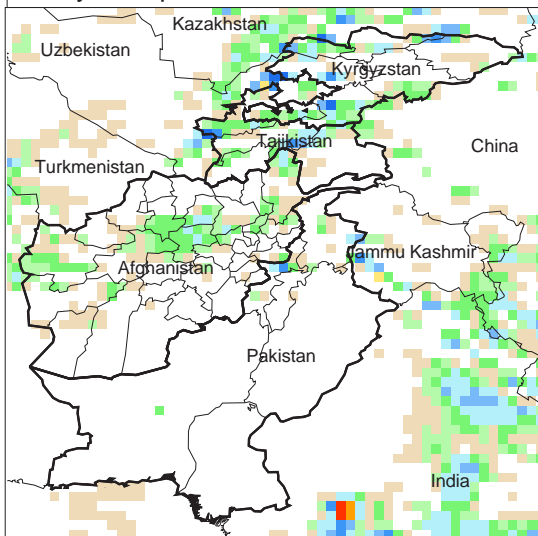 Kazakhstan
Uzbekistan
Kyrgyzstan
Tajikistan
China
Turkmenistan
Jammu Kashmir
Afghanistan
Pakistan
India